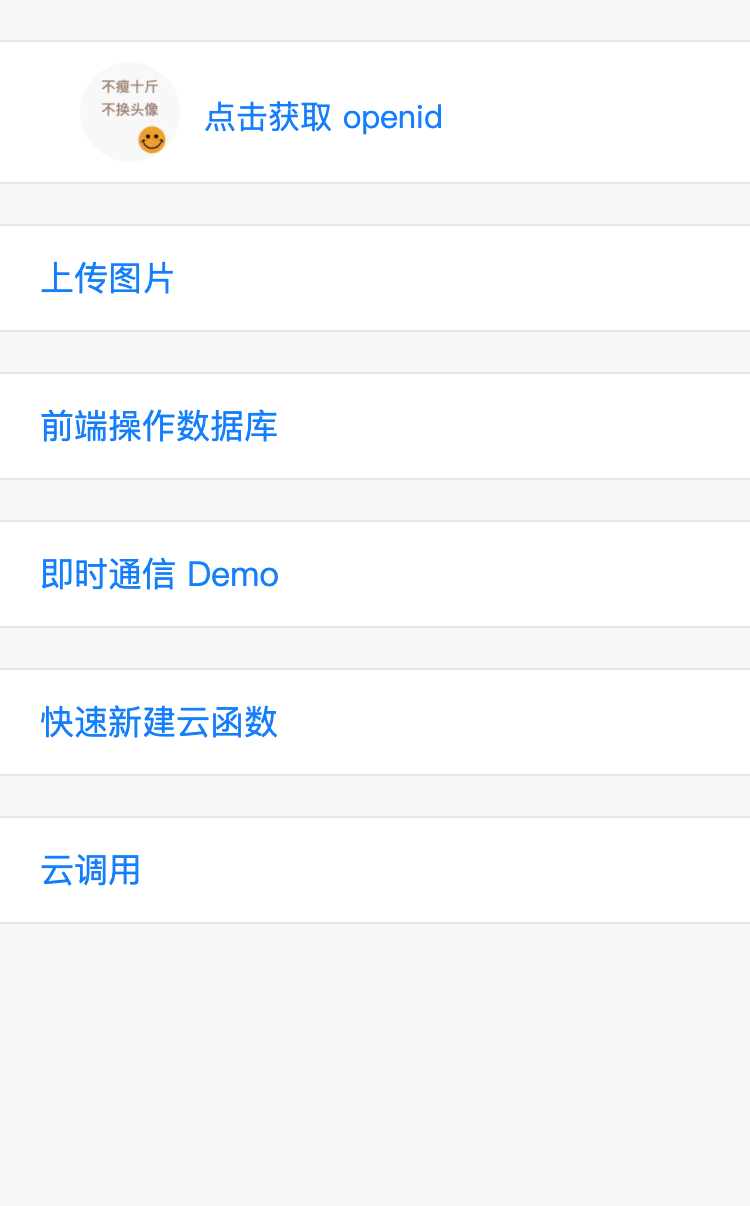 不瘦十斤
不换头像
点击获取 openid
上传图片
前端操作数据库
即时通信 Demo
快速新建云函数
云调用